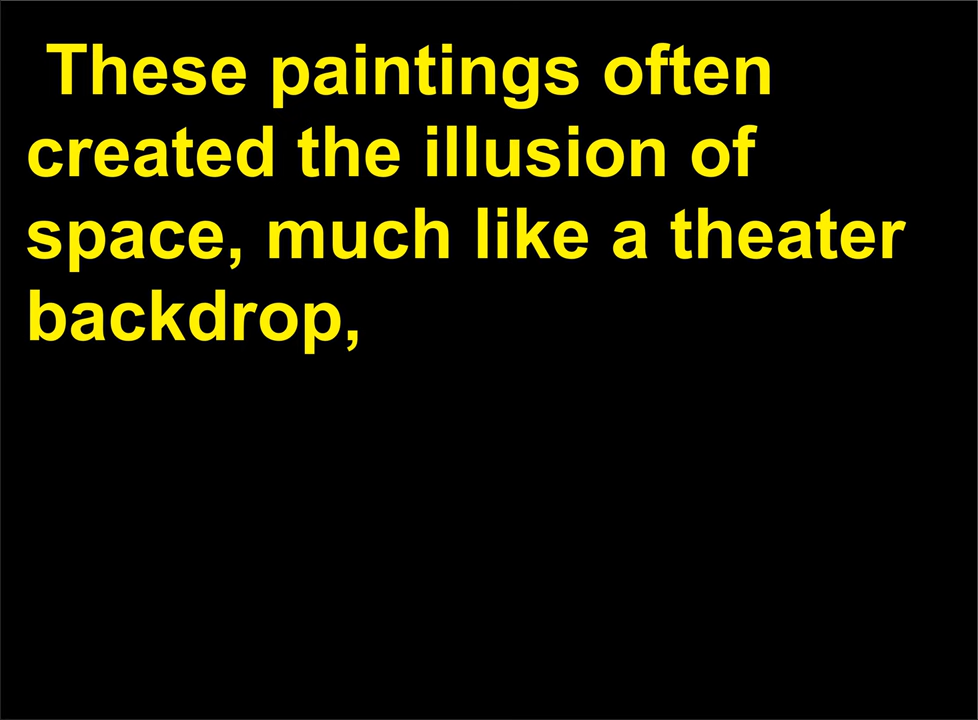 These paintings often
created the illusion of
space, much like a theater
backdrop,